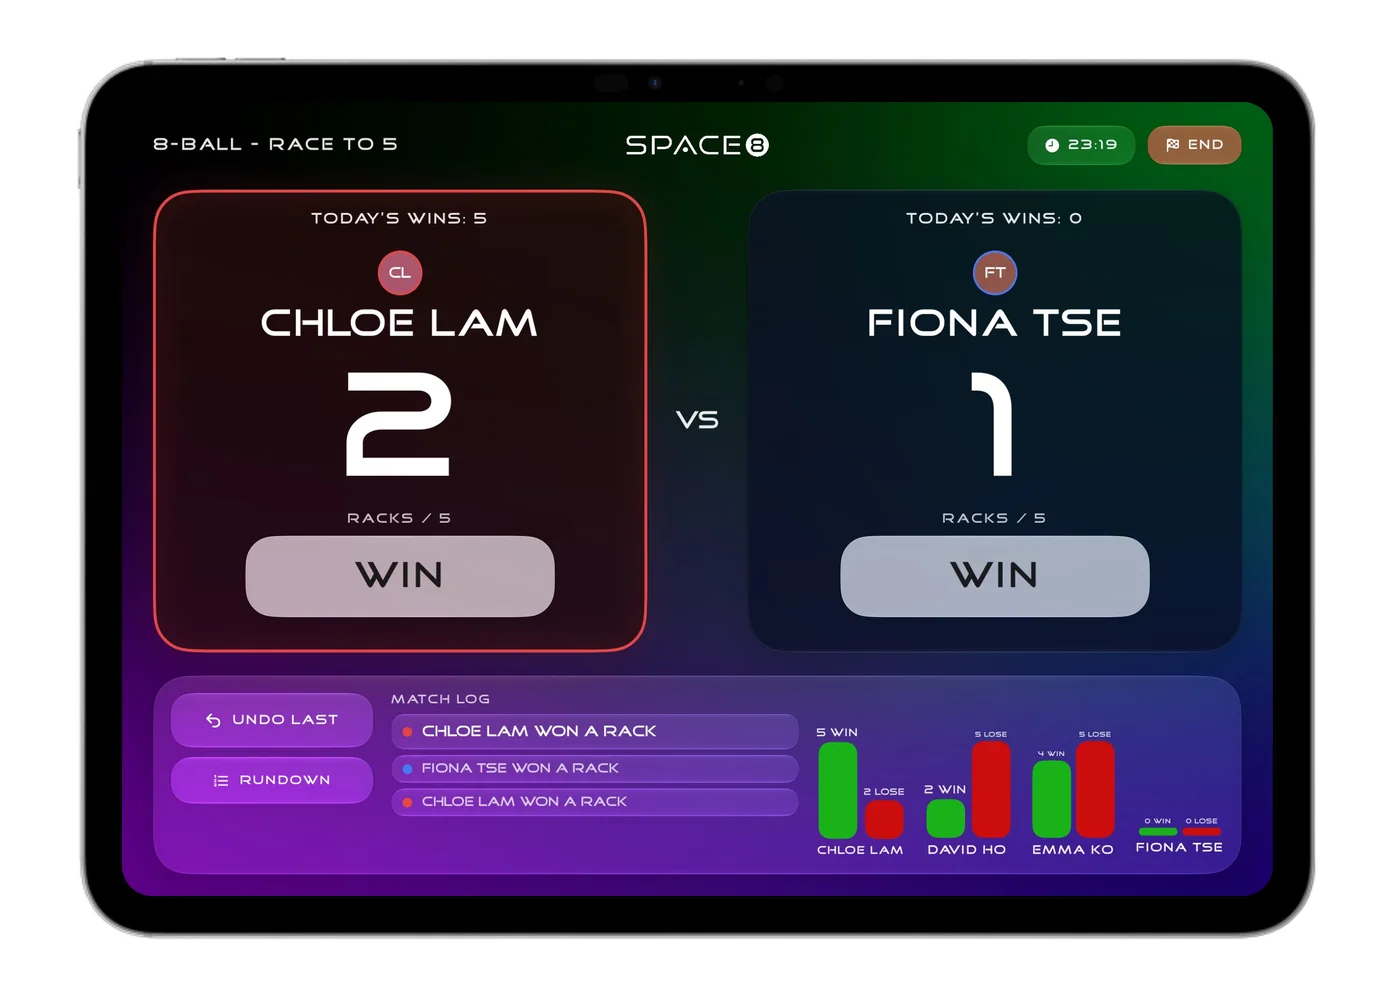 8-BALL - RACE TO 5
SPACE8
23:19
END
TODAY'S WINS: 5
CL
CHLOE LAM
2
RACKS / 5
WIN
VS
TODAY'S WINS: 0
FT
FIONA TSE
1
RACKS / 5
WIN
UNDO LAST
RUNDOWN
MATCH LOG
CHLOE LAM WON A RACK
FIONA TSE WON A RACK
CHLOE LAM WON A RACK
5 WIN
2 LOSE
CHLOE LAM
2 WIN
5 LOSE
DAVID HO
4 WIN
5 LOSE
EMMA KO
0 WIN
0 LOSE
FIONA TSE